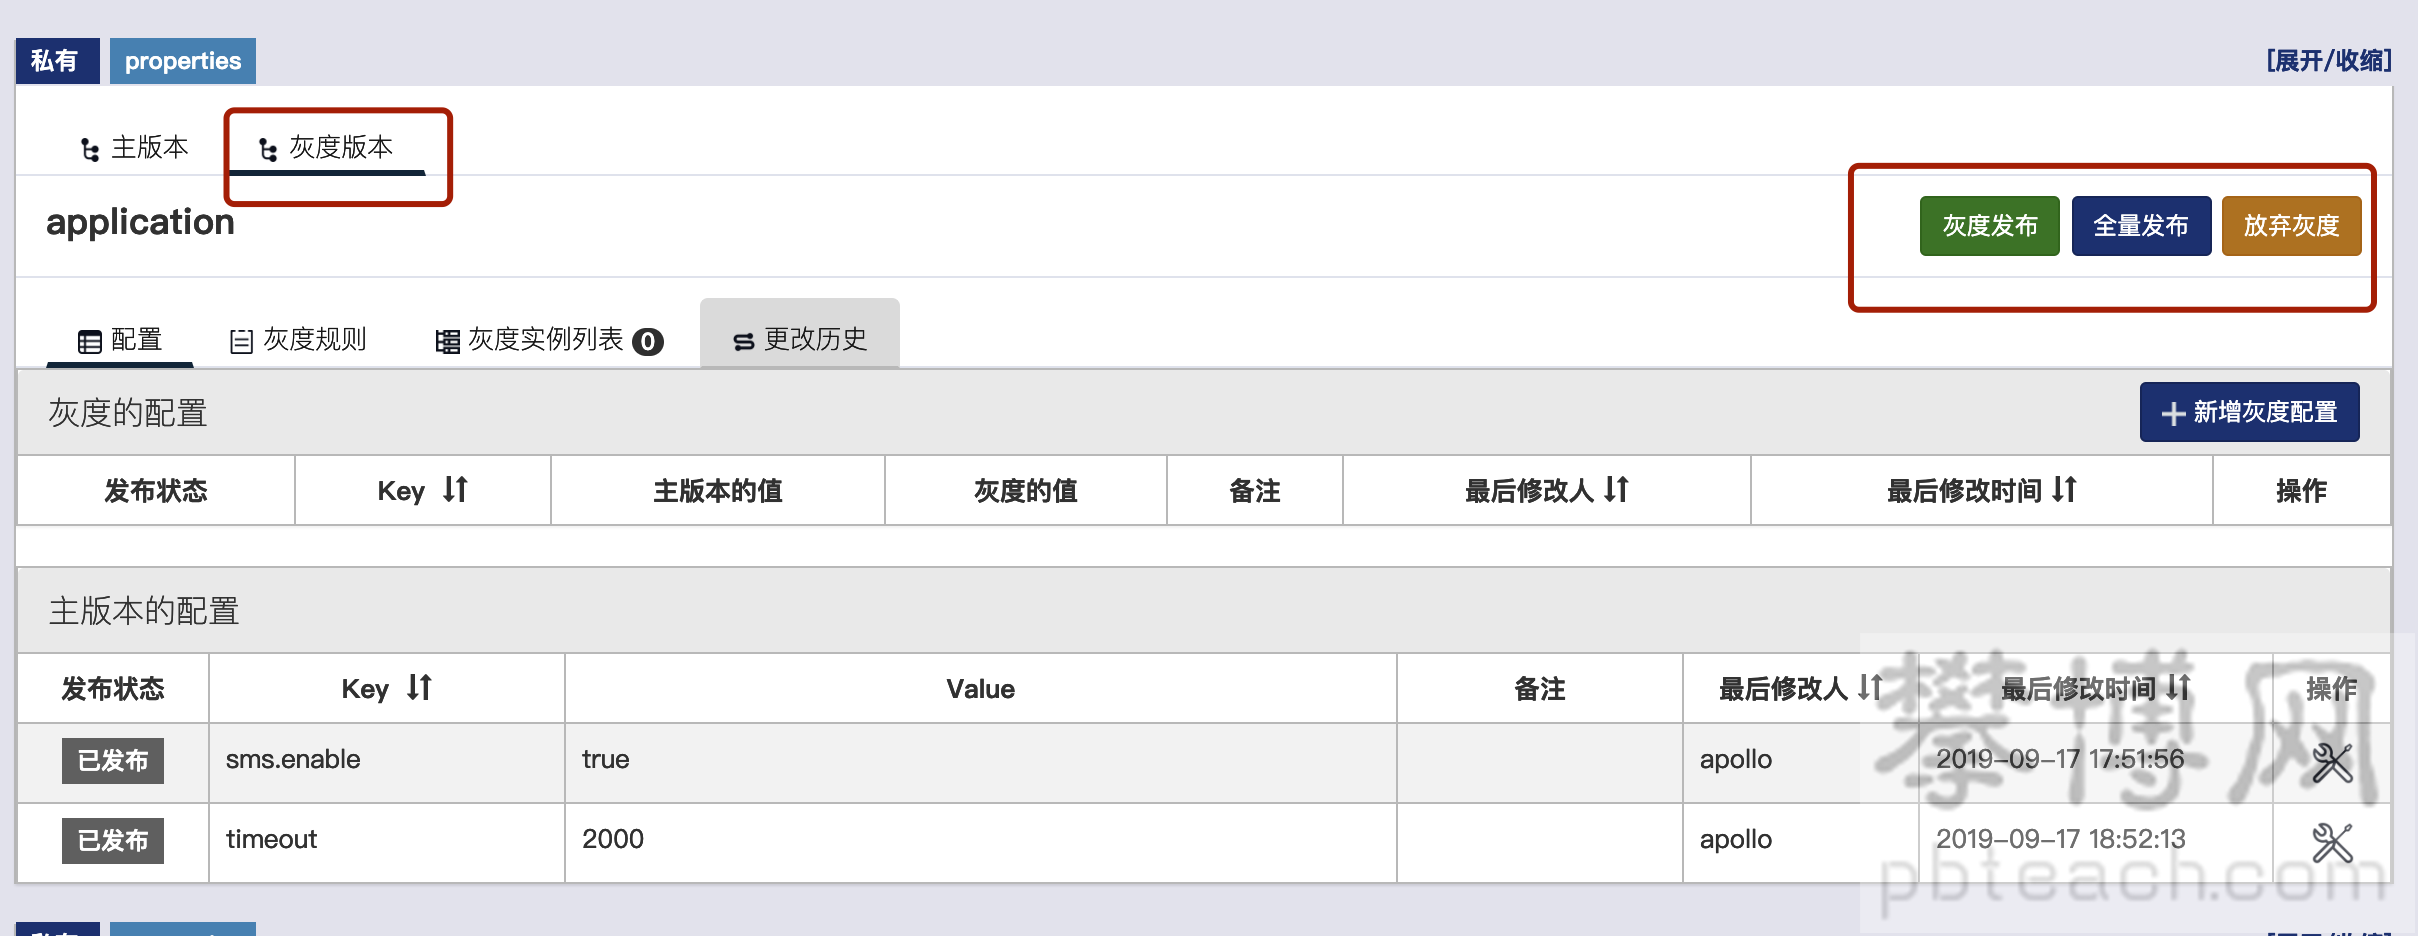 私有 properties [展开/收缩]
主版本 灰度版本
application 灰度发布 全量发布 放弃灰度
配置 灰度规则 灰度实例列表 0 更改历史
灰度的配置 新增灰度配置
发布状态 Key 主版本的值 灰度的值 备注 最后修改人 最后修改时间 操作
主版本的配置
发布状态 Key Value 备注 最后修改人 最后修改时间 操作
已发布 sms.enable true apollo 2019-09-17 17:51:56
已发布 timeout 2000 apollo 2019-09-17 18:52:13
攀博网
pbteach.com